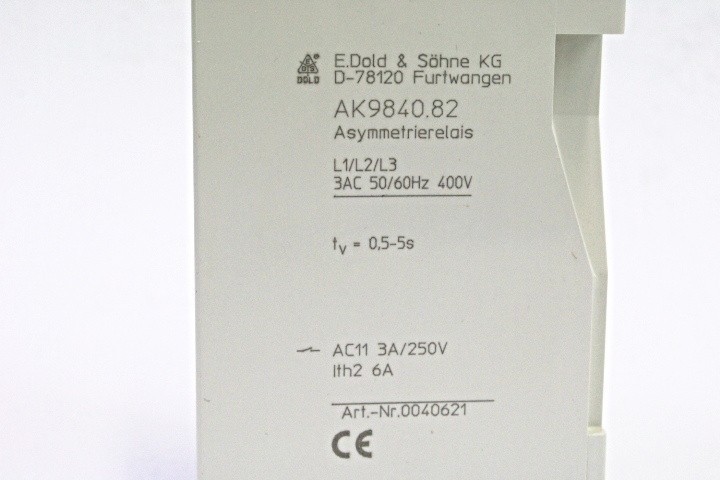 E.Dold & Söhne KG
DOLD D-78120 Furtwangen
AK9840.82
Asymmetrierelais
L1/L2/L3
3AC 50/60Hz 400V
tv = 0,5-5s
AC11 3A/250V
Ith2 6A
Art.-Nr.0040621
CE